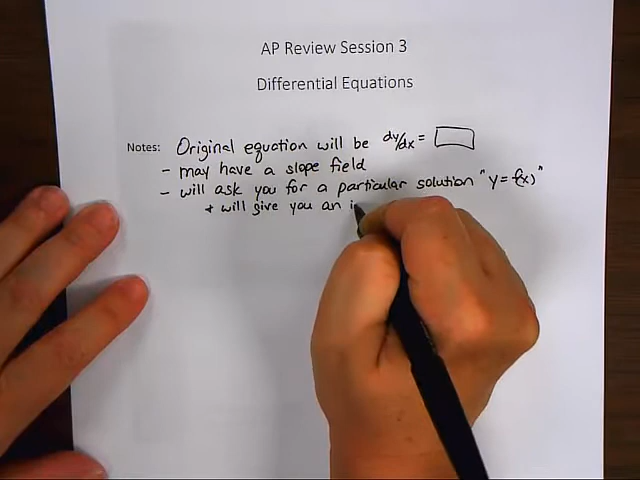 AP Review Session 3
Differential Equations
Notes: Original equation will be dy/dx =
- may have a slope field
- will ask you for a particular solution "y = f(x)"
+ will give you an i